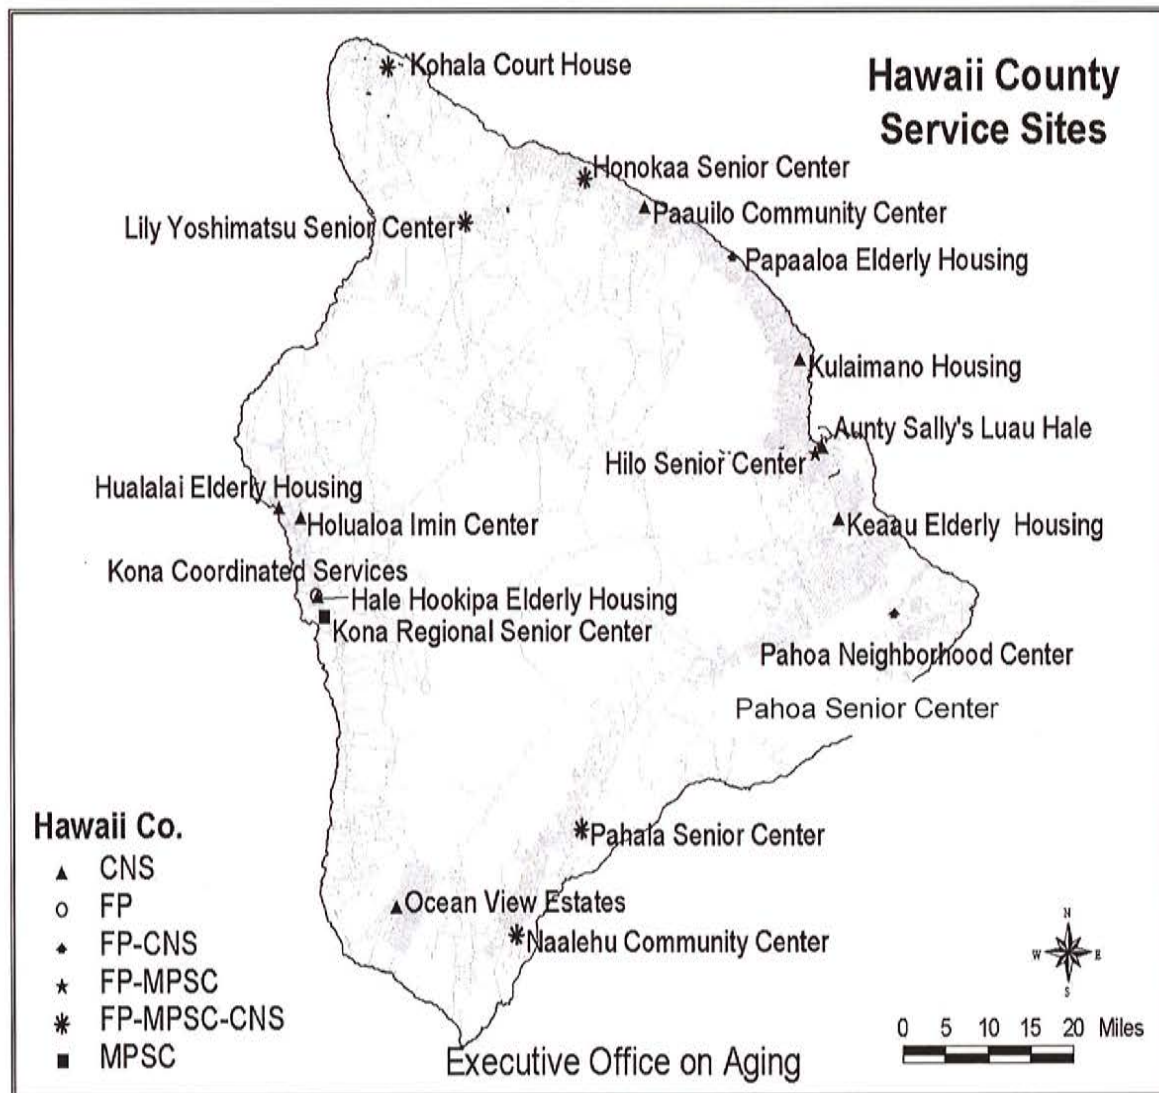 Hawaii County
Service Sites
Kohala Court House
Honokaa Senior Center
Paauilo Community Center
Lily Yoshimatsu Senior Center
Papaaloa Elderly Housing
Kulaimano Housing
Aunty Sally's Luau Hale
Hilo Senior Center
Hualalai Elderly Housing
Holualoa Imin Center
Keaau Elderly Housing
Kona Coordinated Services
Hale Hookipa Elderly Housing
Kona Regional Senior Center
Pahoa Neighborhood Center
Pahoa Senior Center
Pahala Senior Center
Ocean View Estates
Naalehu Community Center
Hawaii Co.
CNS
FP
FP-CNS
FP-MPSC
FP-MPSC-CNS
MPSC
N
W E
S
0 5 10 15 20 Miles
Executive Office on Aging